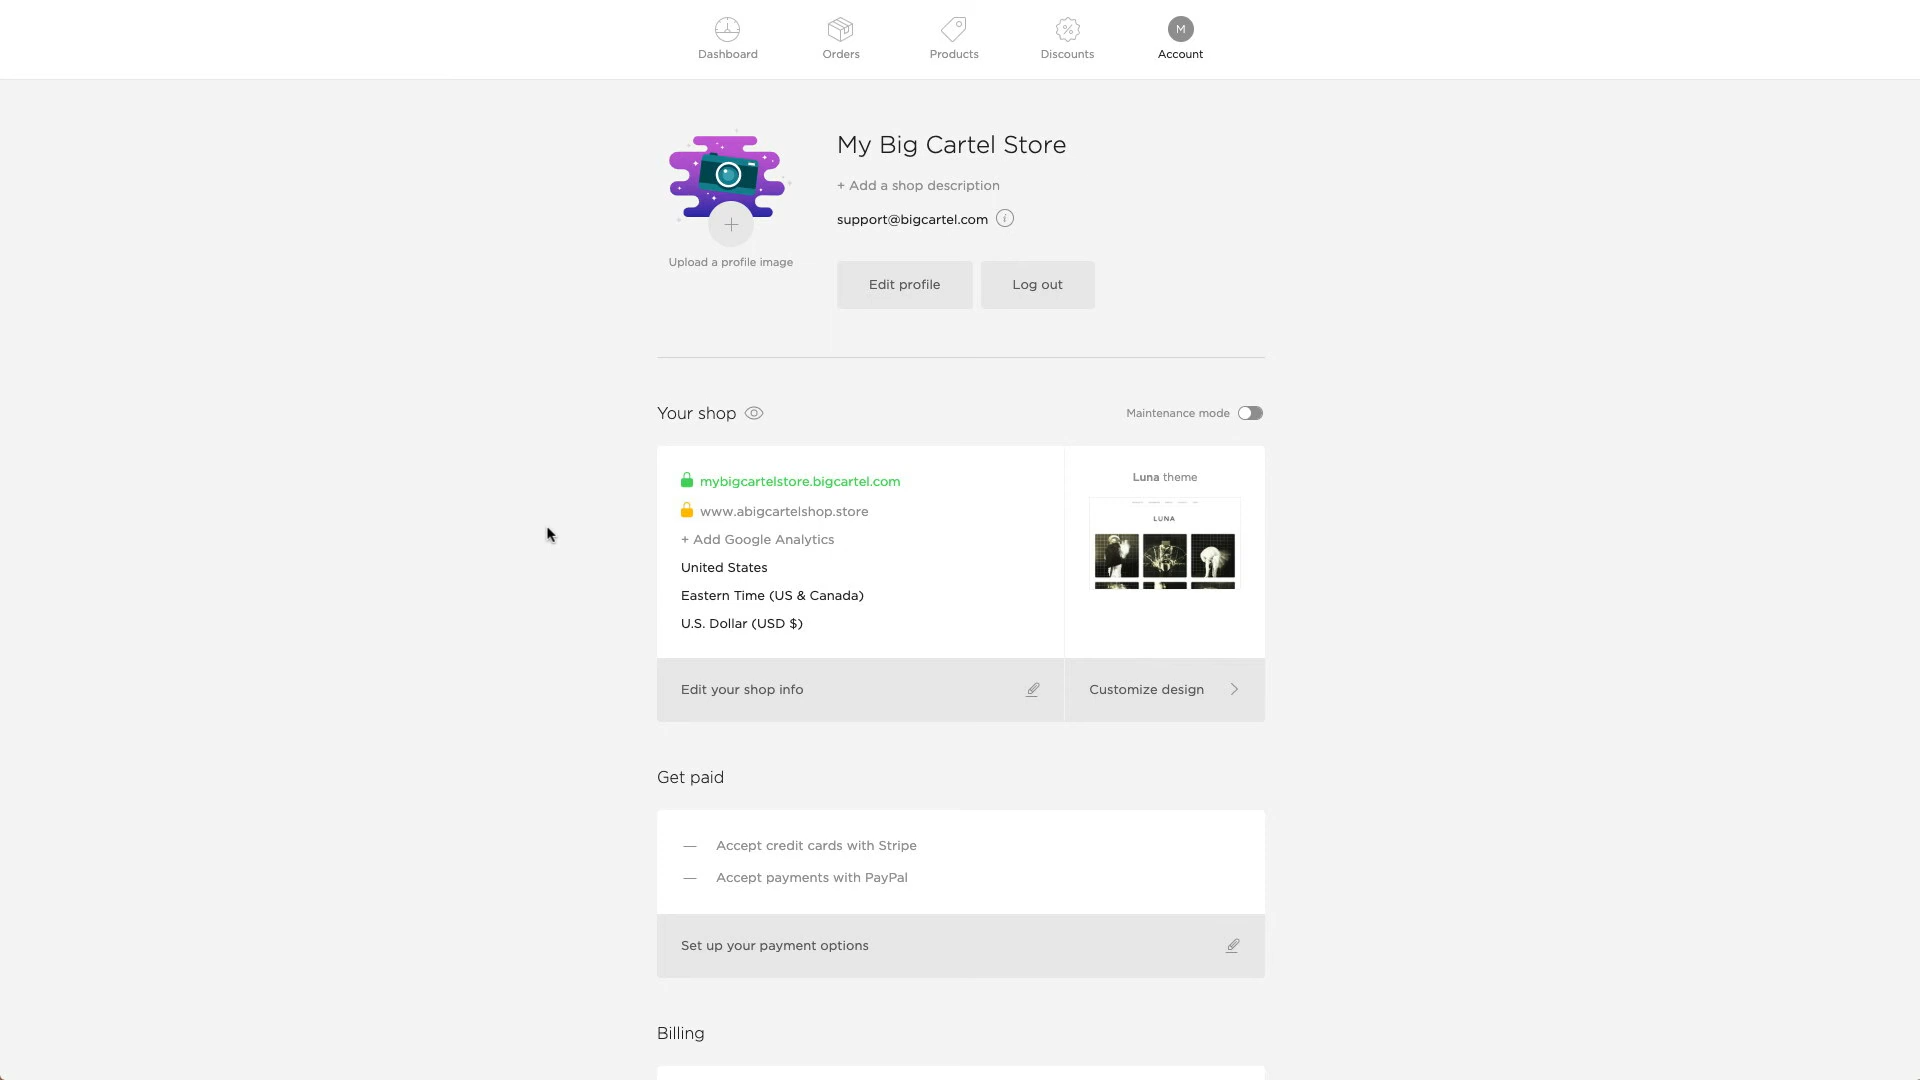 Dashboard
Orders
Products
Discounts
M
Account
My Big Cartel Store
+ Add a shop description
support@bigcartel.com
i
Upload a profile image
Edit profile
Log out
Your shop
Maintenance mode
mybigcartelstore.bigcartel.com
www.abigcartelshop.store
+ Add Google Analytics
United States
Eastern Time (US & Canada)
U.S. Dollar (USD $)
Luna theme
LUNA
Edit your shop info
Customize design
Get paid
Accept credit cards with Stripe
Accept payments with PayPal
Set up your payment options
Billing